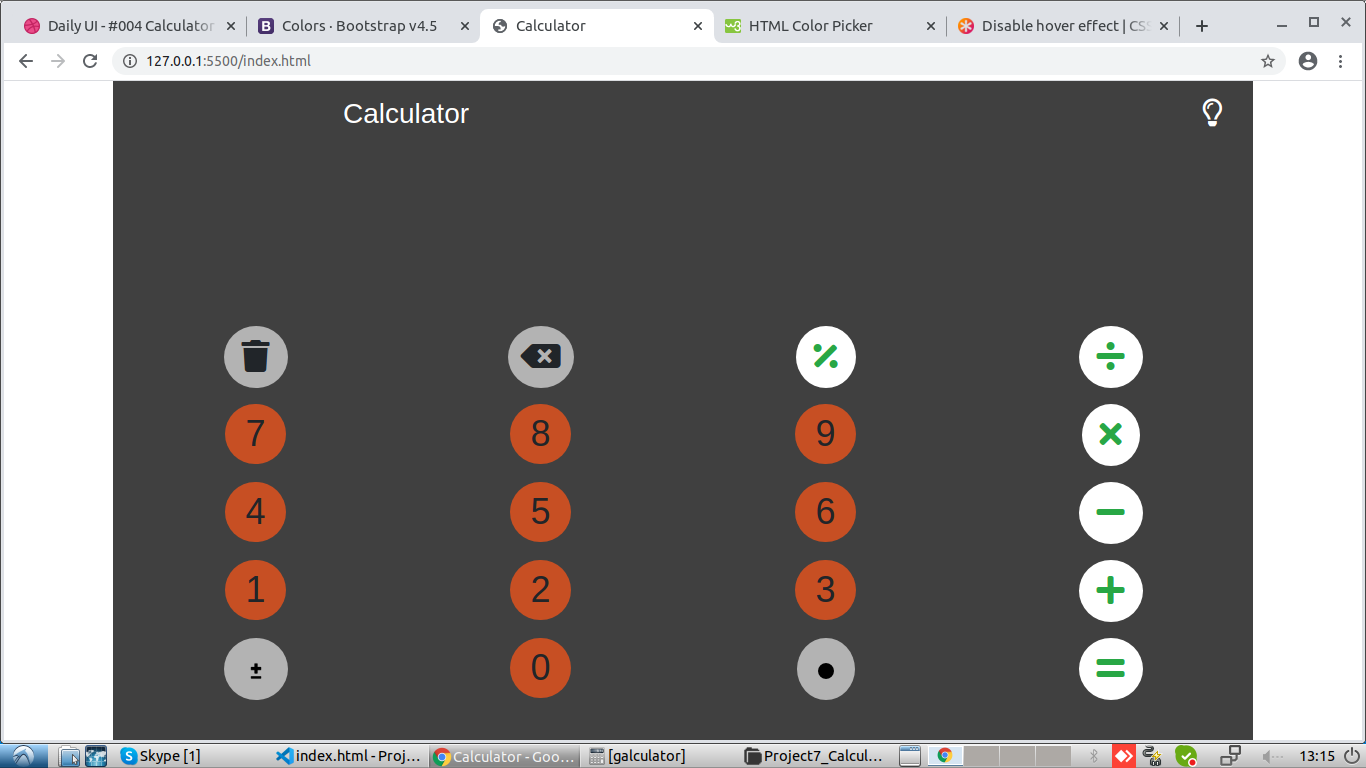 Daily UI - #004 Calculator
Colors · Bootstrap v4.5
Calculator
HTML Color Picker
Disable hover effect | CSS
127.0.0.1:5500/index.html
Calculator
% ÷
7 8 9 ×
4 5 6 −
1 2 3 +
± 0 . =
Skype [1]
index.html - Proj...
Calculator - Goo...
[galculator]
Project7_Calcul...
13:15